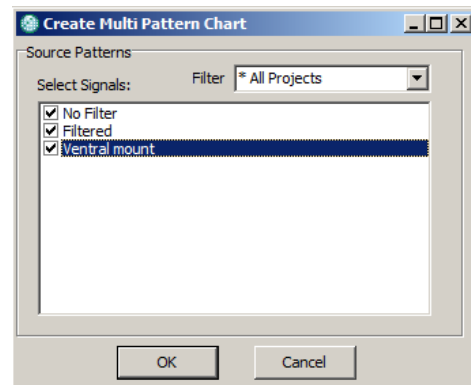 Create Multi Pattern Chart
Source Patterns
Select Signals:
Filter * All Projects
No Filter
Filtered
Ventral mount
OK Cancel